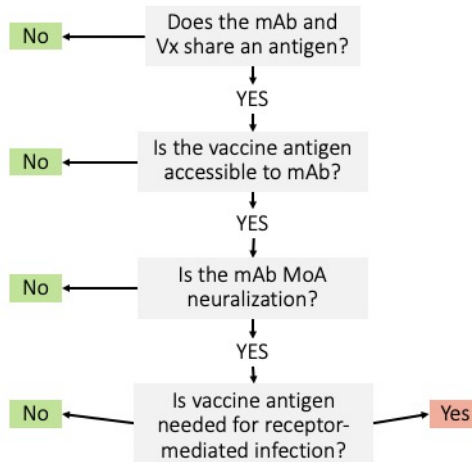 Does the mAb and
Vx share an antigen?
No
YES
Is the vaccine antigen
accessible to mAb?
No
YES
Is the mAb MoA
neuralization?
No
YES
Is vaccine antigen
needed for receptor-
mediated infection?
No
Yes